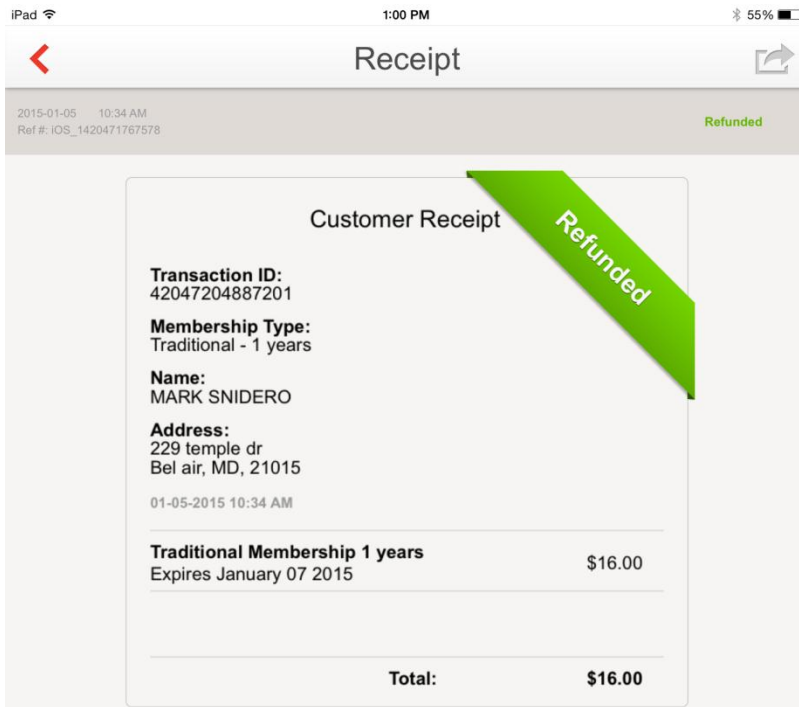 iPad 1:00 PM 55%
Receipt
2015-01-05 10:34 AM
Ref #: iOS_1420471767578
Refunded
Customer Receipt
Refunded
Transaction ID:
42047204887201
Membership Type:
Traditional - 1 years
Name:
MARK SNIDERO
Address:
229 temple dr
Bel air, MD, 21015
01-05-2015 10:34 AM
Traditional Membership 1 years
Expires January 07 2015
$16.00
Total: $16.00